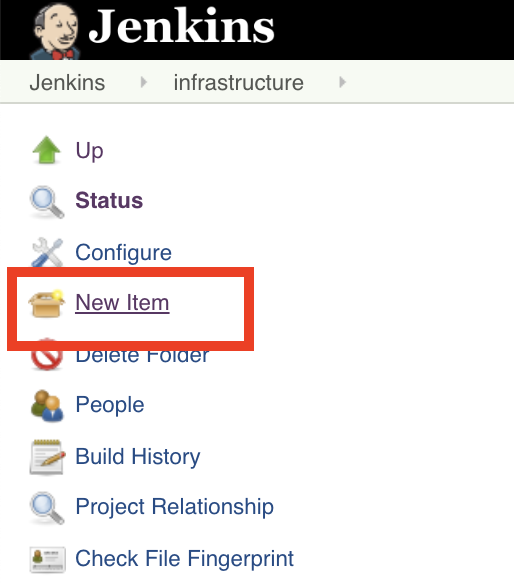 Jenkins
Jenkins infrastructure
Up
Status
Configure
New Item
Delete Folder
People
Build History
Project Relationship
Check File Fingerprint